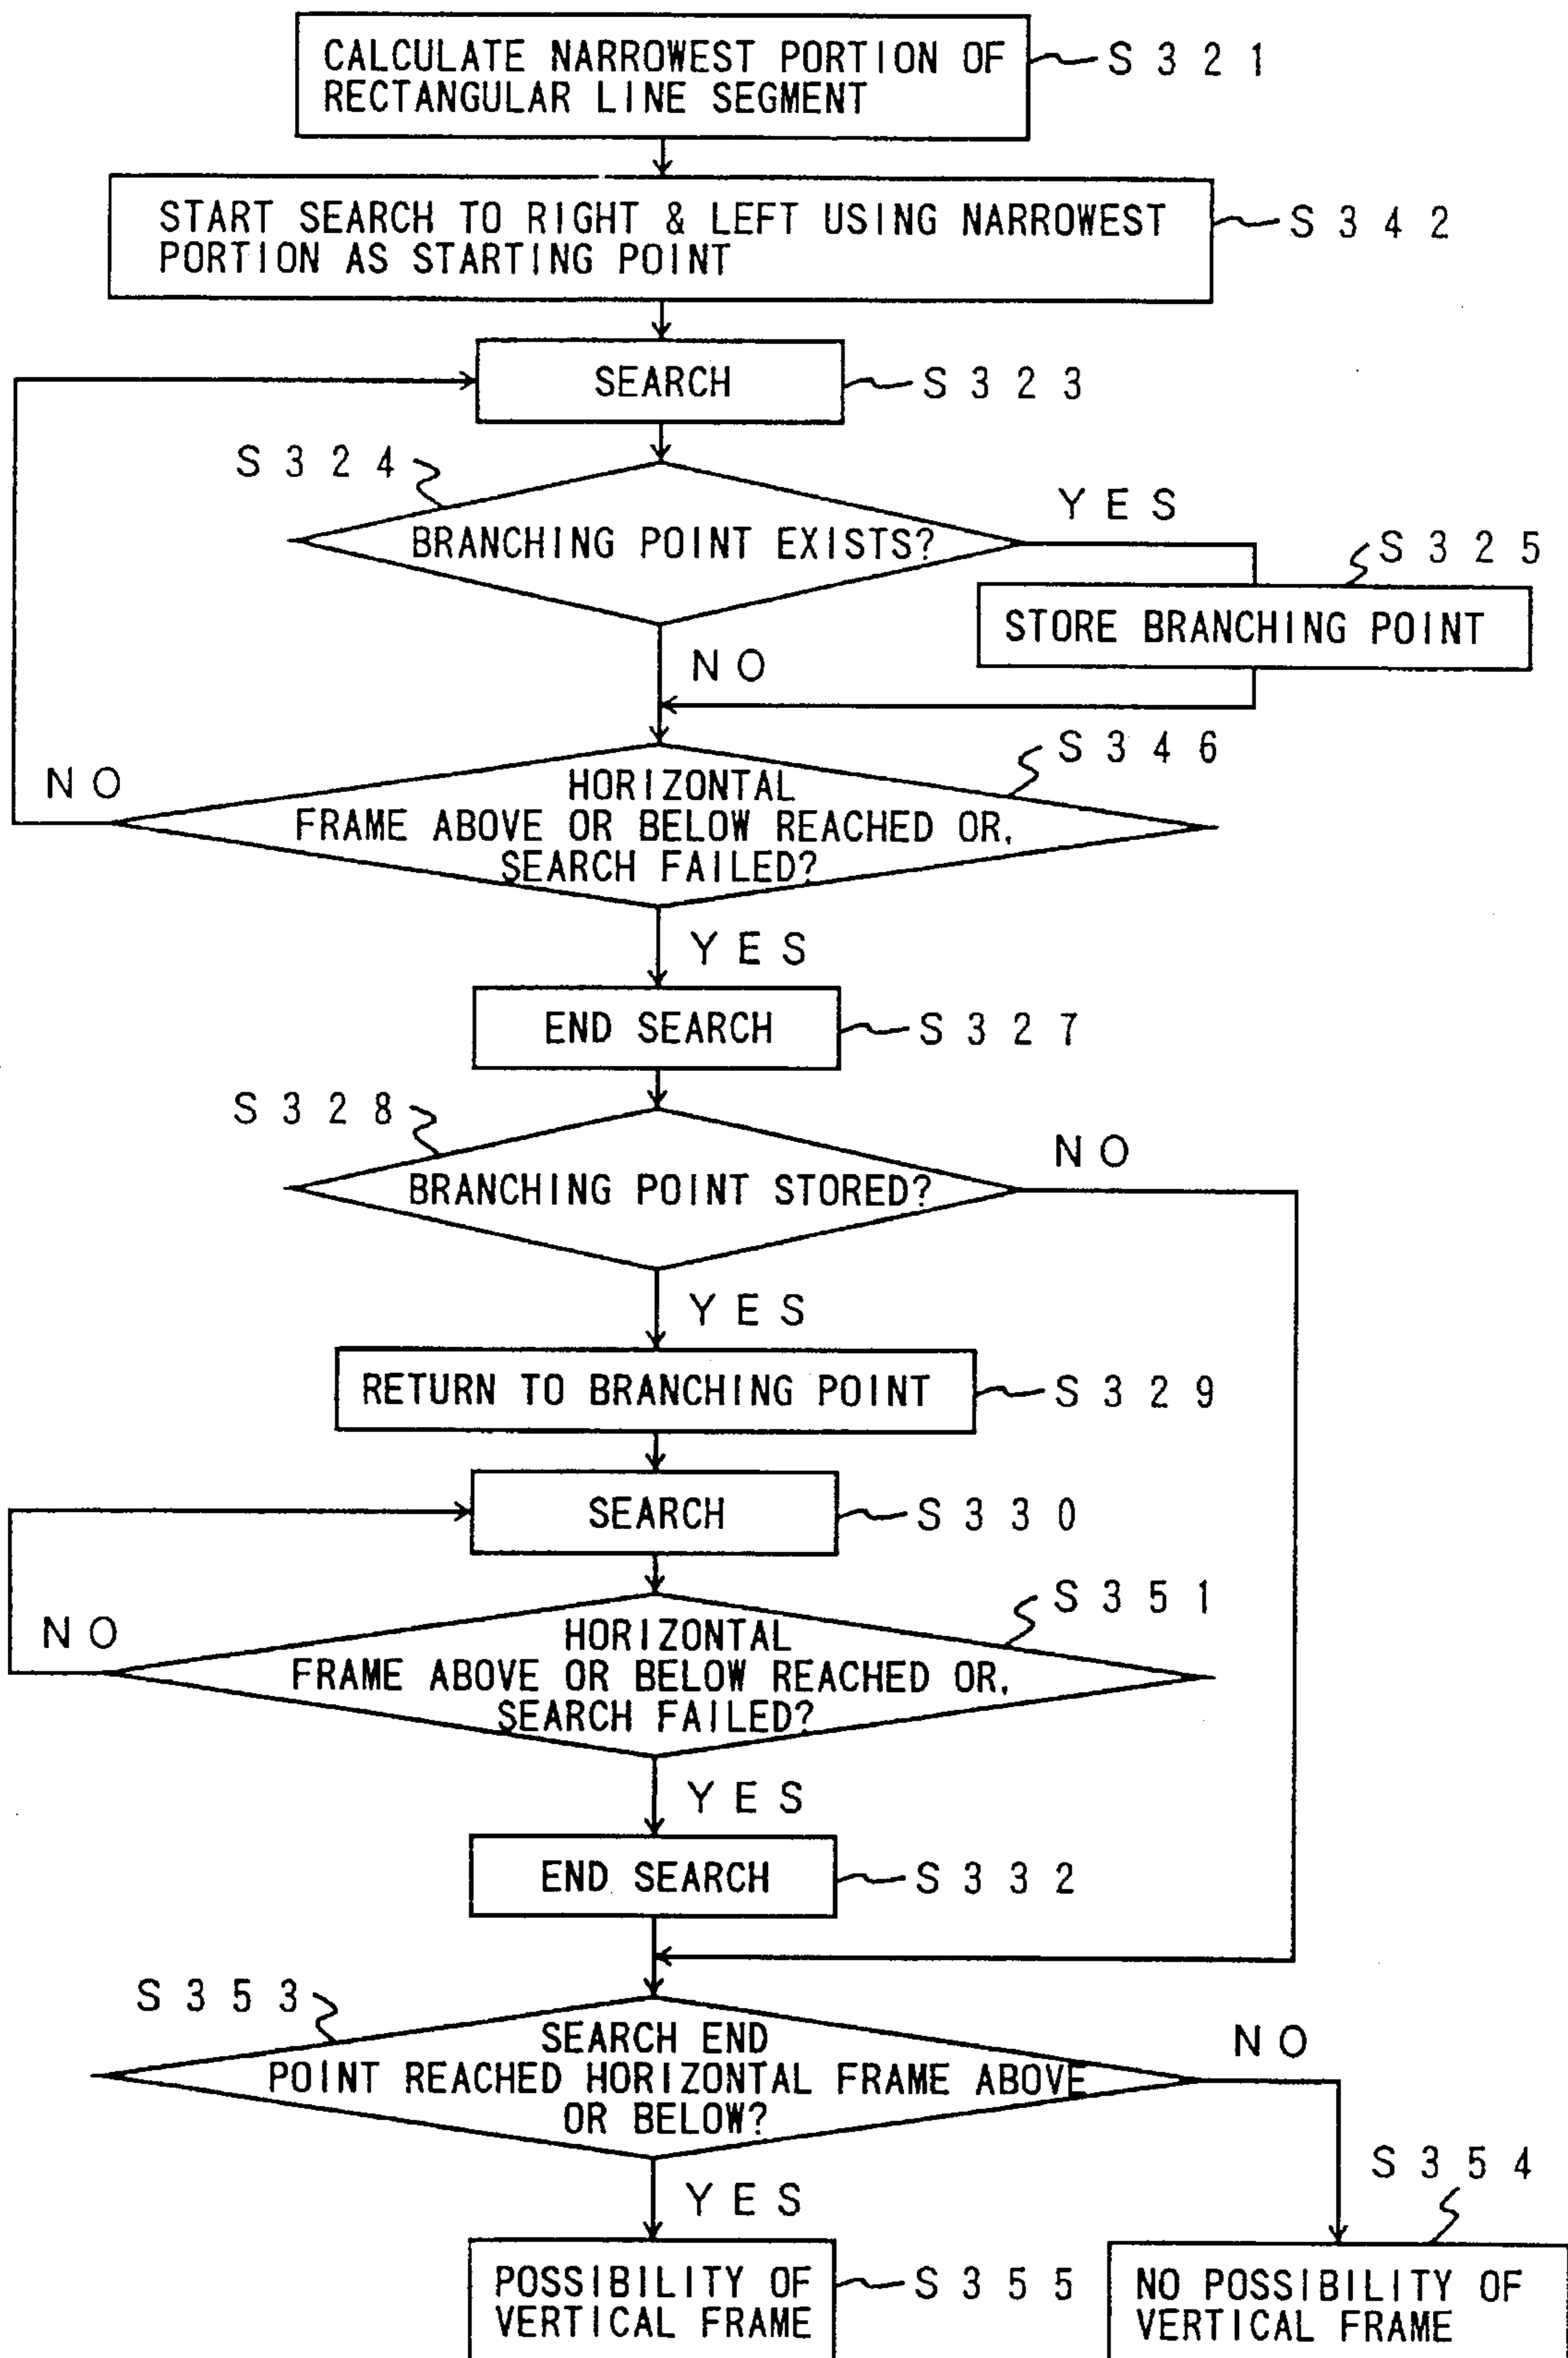 CALCULATE NARROWEST PORTION OF
RECTANGULAR LINE SEGMENT
S321
START SEARCH TO RIGHT & LEFT USING NARROWEST
PORTION AS STARTING POINT
S342
SEARCH
S323
S324
BRANCHING POINT EXISTS?
YES
S325
STORE BRANCHING POINT
NO
S346
NO
HORIZONTAL
FRAME ABOVE OR BELOW REACHED OR,
SEARCH FAILED?
YES
END SEARCH
S327
S328
BRANCHING POINT STORED?
NO
YES
RETURN TO BRANCHING POINT
S329
SEARCH
S330
S351
NO
HORIZONTAL
FRAME ABOVE OR BELOW REACHED OR,
SEARCH FAILED?
YES
END SEARCH
S332
S353
SEARCH END
POINT REACHED HORIZONTAL FRAME ABOVE
OR BELOW?
NO
YES
S354
POSSIBILITY OF
VERTICAL FRAME
S355
NO POSSIBILITY OF
VERTICAL FRAME